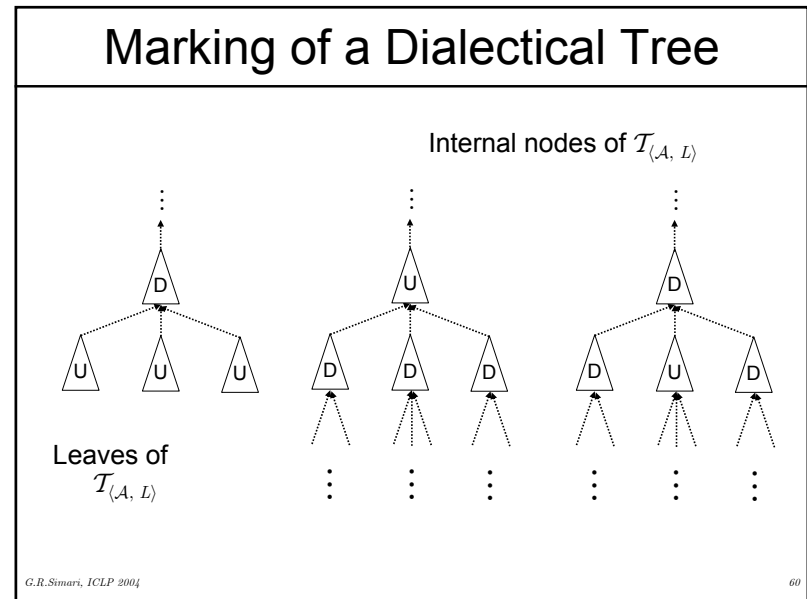 Marking of a Dialectical Tree
Internal nodes of 𝒯⟨𝒜, L⟩
⋮ ⋮ ⋮
D U D
U U U D D D D U D
Leaves of
𝒯⟨𝒜, L⟩
⋮ ⋮ ⋮ ⋮ ⋮ ⋮
G.R.Simari, ICLP 2004 60